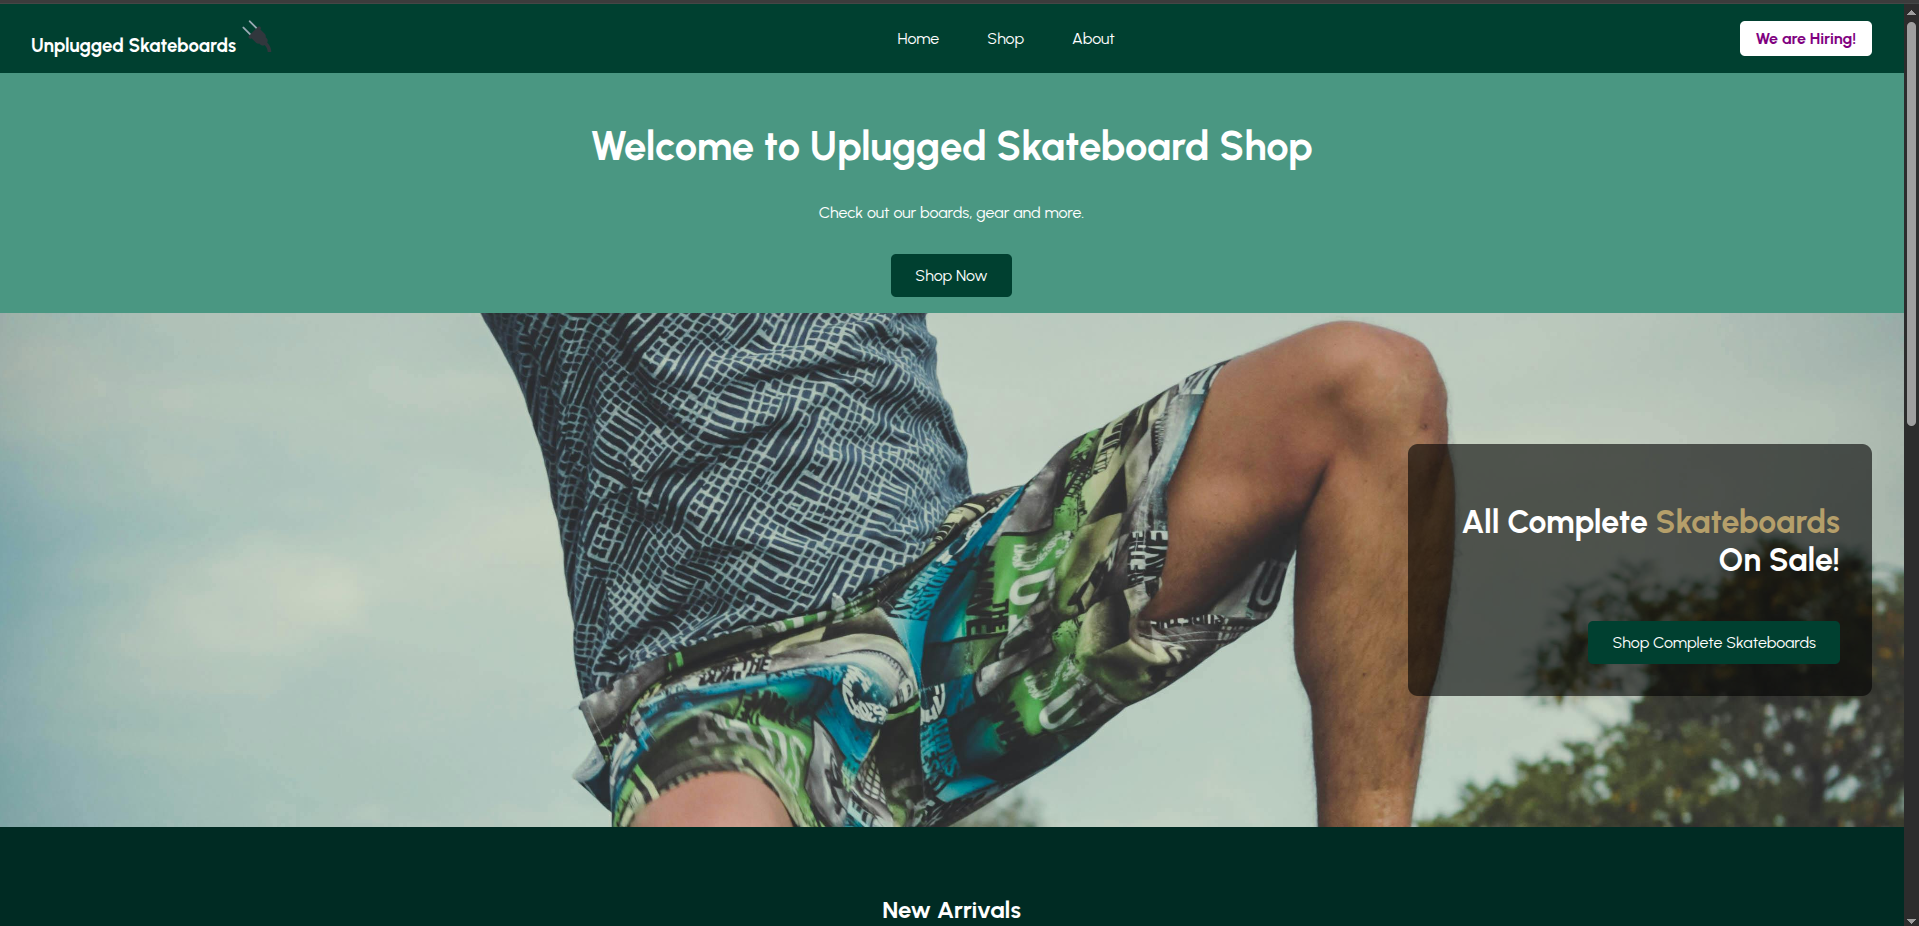 Unplugged Skateboards
Home
Shop
About
We are Hiring!
Welcome to Uplugged Skateboard Shop
Check out our boards, gear and more.
Shop Now
All Complete Skateboards
On Sale!
Shop Complete Skateboards
New Arrivals